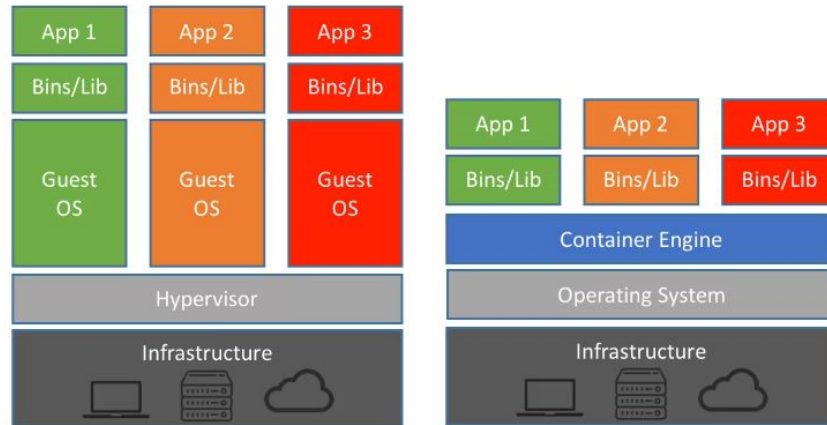 App 1
App 2
App 3
Bins/Lib
Bins/Lib
Bins/Lib
Guest
OS
Guest
OS
Guest
OS
Hypervisor
Infrastructure
App 1
App 2
App 3
Bins/Lib
Bins/Lib
Bins/Lib
Container Engine
Operating System
Infrastructure